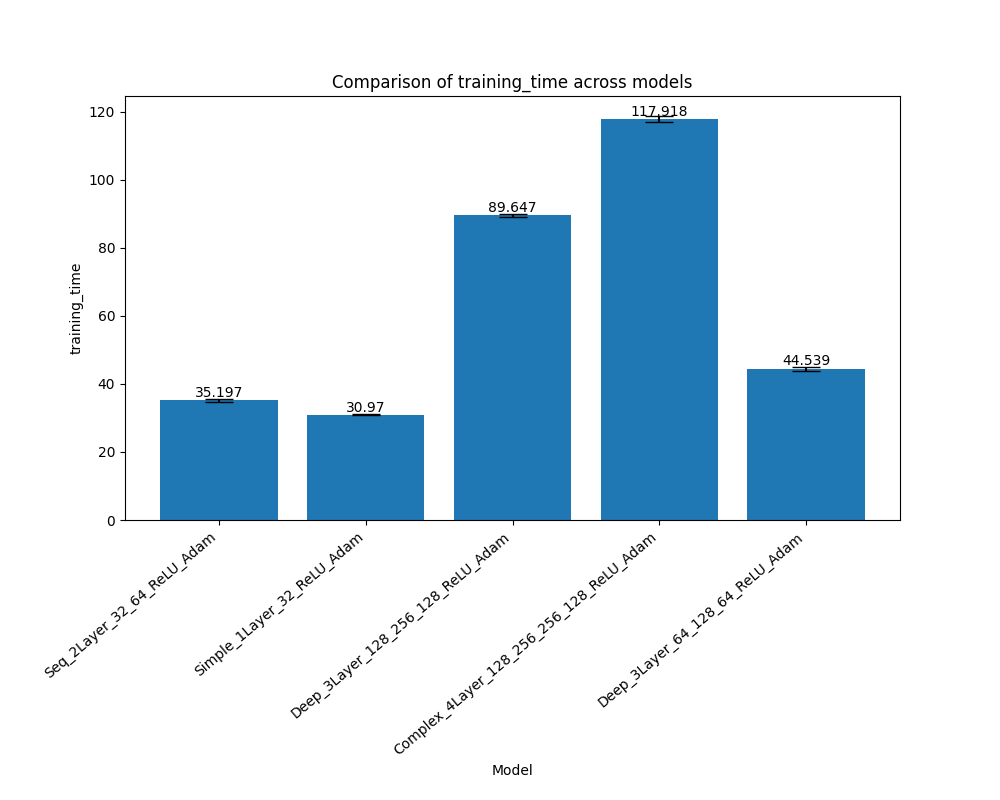 Comparison of training_time across models
training_time
120
100
80
60
40
20
0
35.197
30.97
89.647
117.918
44.539
Seq_2Layer_32_64_ReLU_Adam
Simple_1Layer_32_ReLU_Adam
Deep_3Layer_128_256_128_ReLU_Adam
Complex_4Layer_128_256_256_128_ReLU_Adam
Deep_3Layer_64_128_64_ReLU_Adam
Model